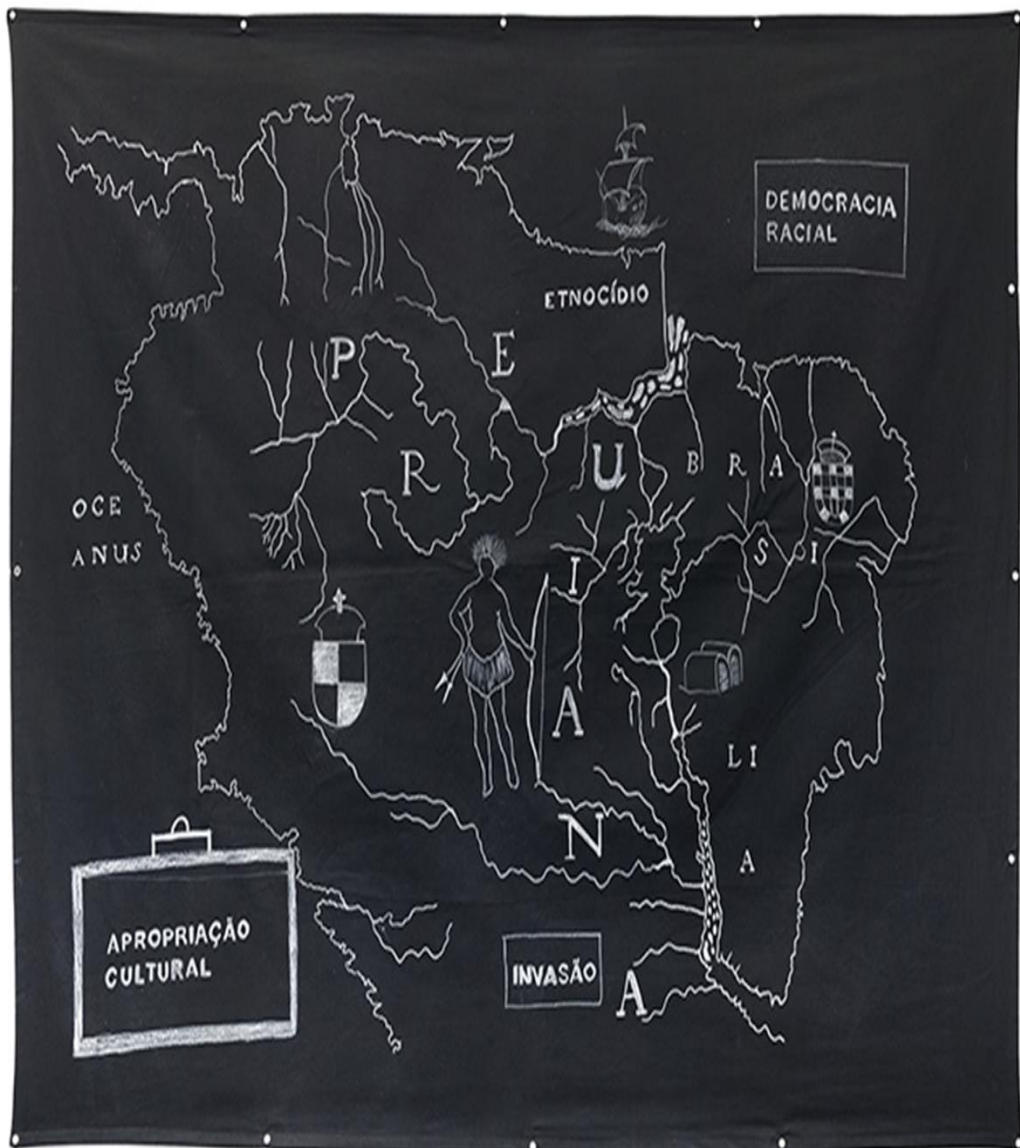 DEMOCRACIA
RACIAL
ETNOCÍDIO
P E R U I A N A
B R A S I LI A
OCE
ANUS
APROPRIAÇÃO
CULTURAL
INVASÃO